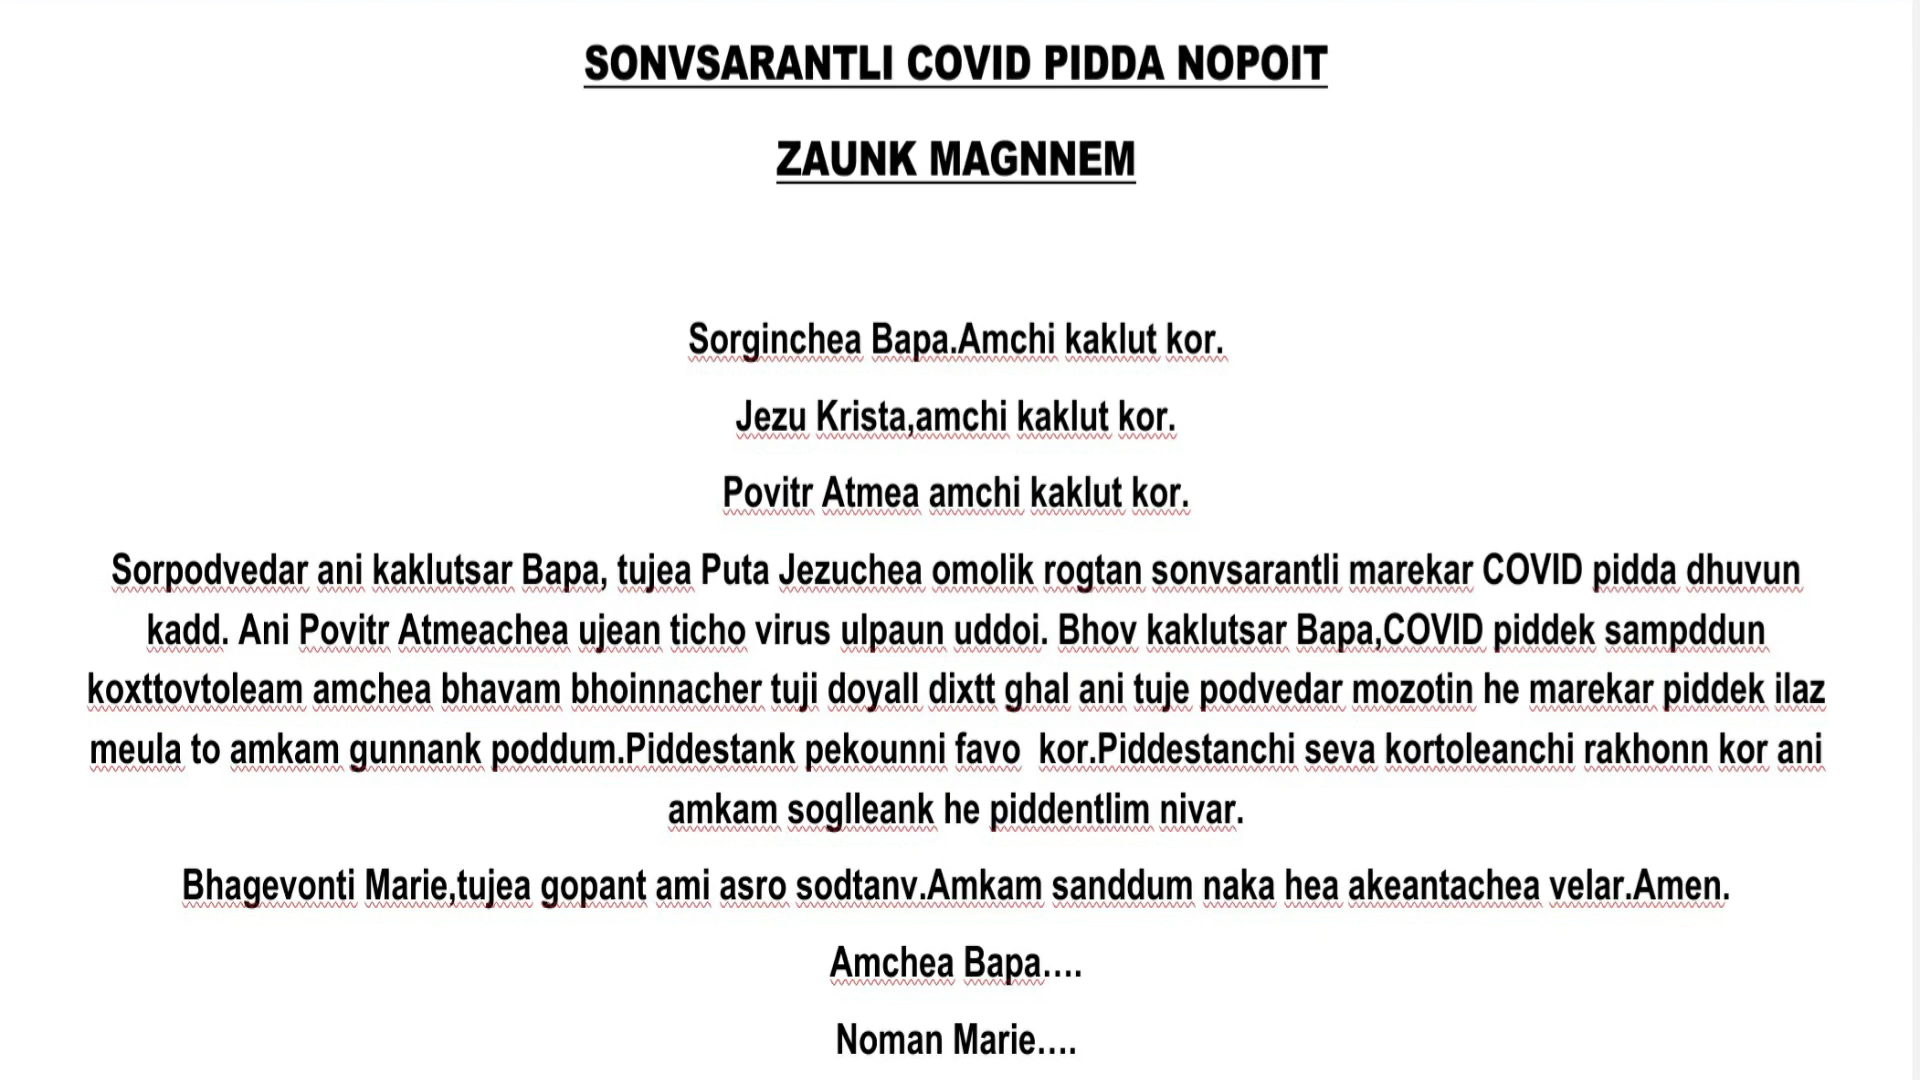 SONVSARANTLI COVID PIDDA NOPOIT
ZAUNK MAGNNEM
Sorginchea Bapa.Amchi kaklut kor.
Jezu Krista,amchi kaklut kor.
Povitr Atmea amchi kaklut kor.
Sorpodvedar ani kaklutsar Bapa, tujea Puta Jezuchea omolik rogtan sonvsarantli marekar COVID pidda dhuvun
kadd. Ani Povitr Atmeachea ujean ticho virus ulpaun uddoi. Bhov kaklutsar Bapa,COVID piddek sampddun
koxttovtoleam amchea bhavam bhoinnacher tuji doyall dixtt ghal ani tuje podvedar mozotin he marekar piddek ilaz
meula to amkam gunnank poddum.Piddestank pekounni favo  kor.Piddestanchi seva kortoleanchi rakhonn kor ani
amkam soglleank he piddentlim nivar.
Bhagevonti Marie,tujea gopant ami asro sodtanv.Amkam sanddum naka hea akeantachea velar.Amen.
Amchea Bapa....
Noman Marie....